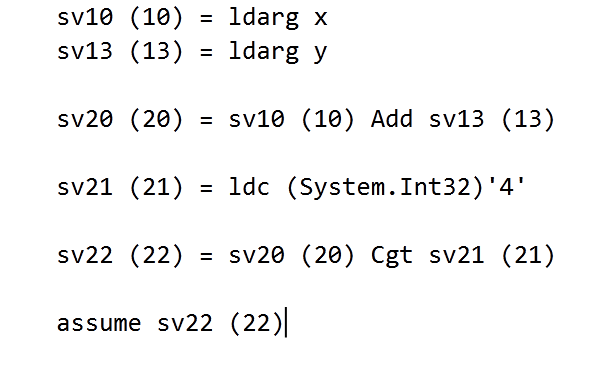 sv10 (10) = ldarg x
sv13 (13) = ldarg y
sv20 (20) = sv10 (10) Add sv13 (13)
sv21 (21) = ldc (System.Int32)'4'
sv22 (22) = sv20 (20) Cgt sv21 (21)
assume sv22 (22)